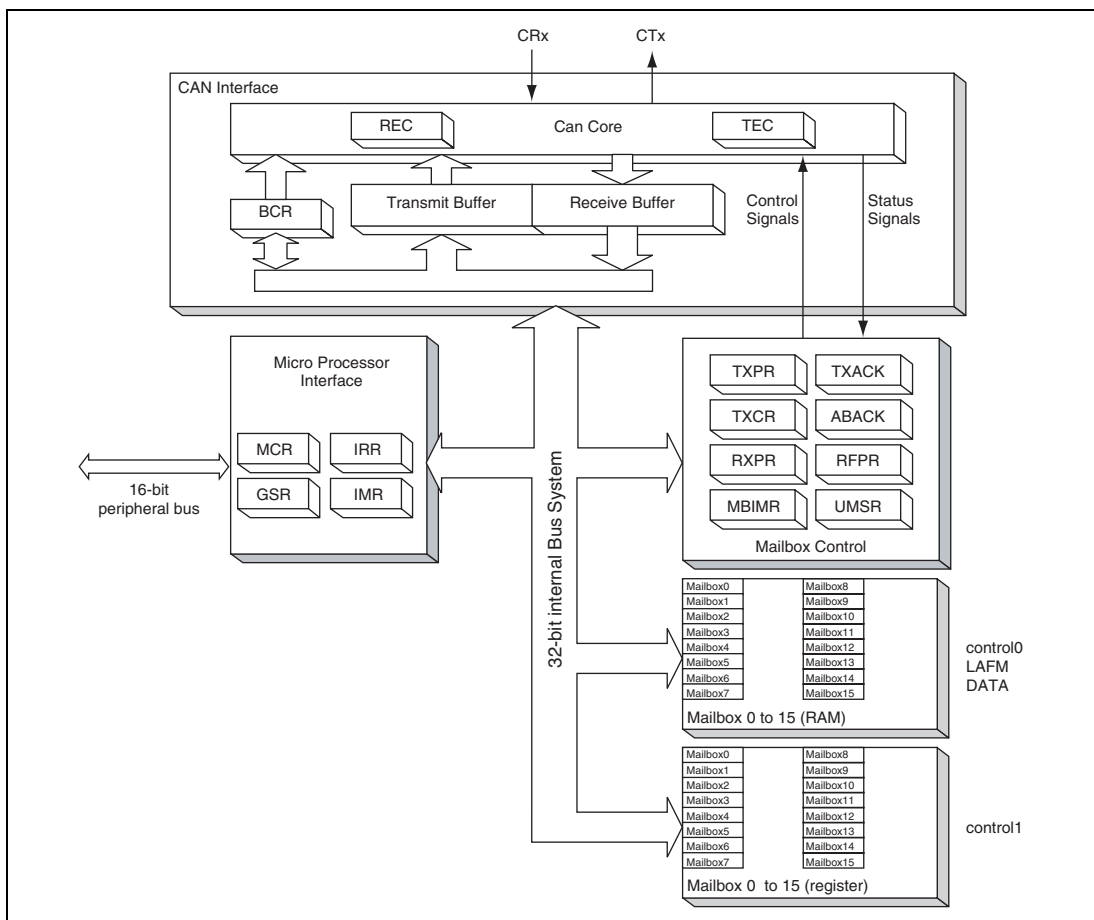 CRx
CTx
CAN Interface
REC
Can Core
TEC
BCR
Transmit Buffer
Receive Buffer
Control
Signals
Status
Signals
Micro Processor
Interface
MCR
IRR
GSR
IMR
16-bit
peripheral bus
32-bit internal Bus System
TXPR
TXACK
TXCR
ABACK
RXPR
RFPR
MBIMR
UMSR
Mailbox Control
Mailbox0
Mailbox1
Mailbox2
Mailbox3
Mailbox4
Mailbox5
Mailbox6
Mailbox7
Mailbox8
Mailbox9
Mailbox10
Mailbox11
Mailbox12
Mailbox13
Mailbox14
Mailbox15
Mailbox 0 to 15 (RAM)
control0
LAFM
DATA
Mailbox0
Mailbox1
Mailbox2
Mailbox3
Mailbox4
Mailbox5
Mailbox6
Mailbox7
Mailbox8
Mailbox9
Mailbox10
Mailbox11
Mailbox12
Mailbox13
Mailbox14
Mailbox15
Mailbox 0 to 15 (register)
control1